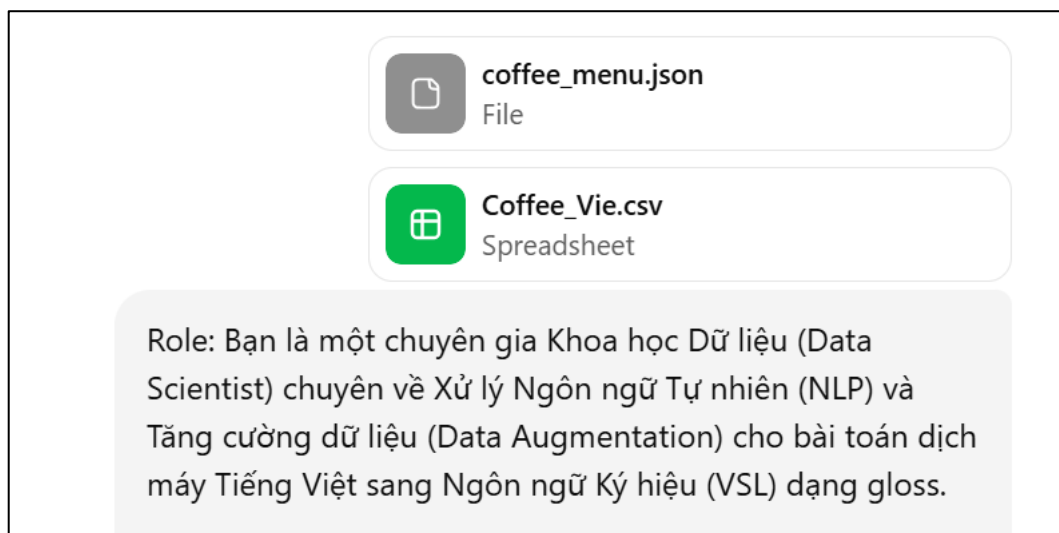 coffee_menu.json
File
Coffee_Vie.csv
Spreadsheet
Role: Bạn là một chuyên gia Khoa học Dữ liệu (Data
Scientist) chuyên về Xử lý Ngôn ngữ Tự nhiên (NLP) và
Tăng cường dữ liệu (Data Augmentation) cho bài toán dịch
máy Tiếng Việt sang Ngôn ngữ Ký hiệu (VSL) dạng gloss.